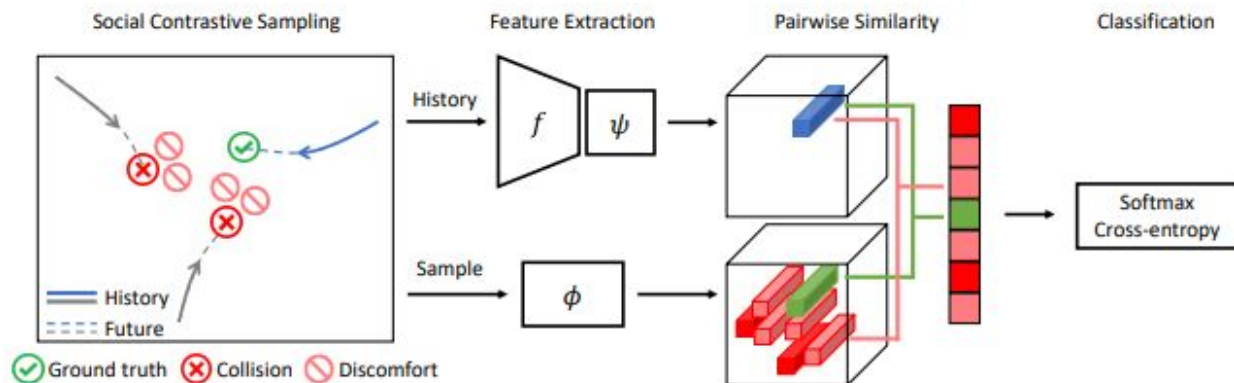 Social Contrastive Sampling
Feature Extraction
Pairwise Similarity
Classification
History
f
ψ
Softmax
Cross-entropy
Sample
ϕ
History
Future
Ground truth
Collision
Discomfort